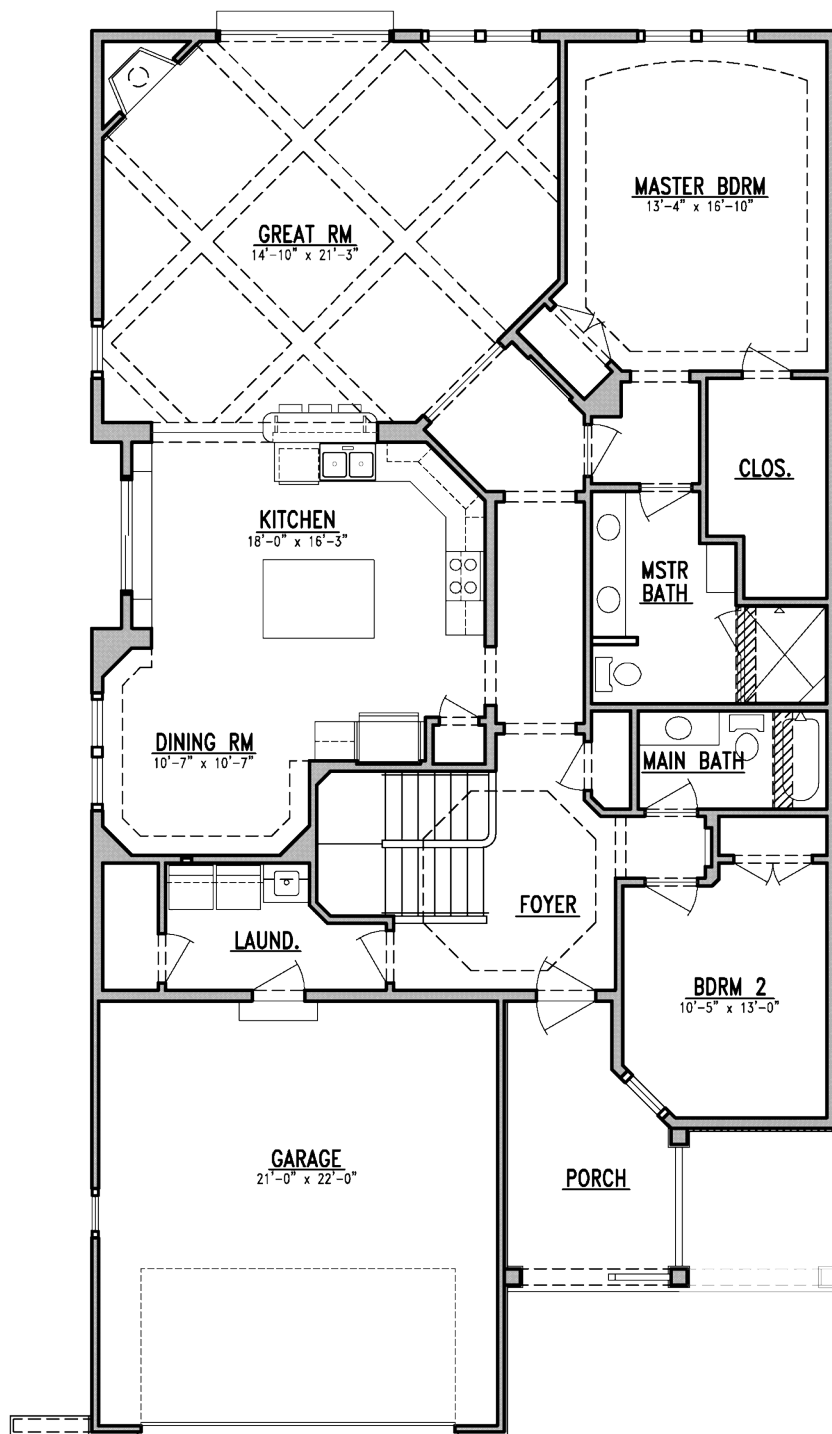 MASTER BDRM
13'-4" x 16'-10"
GREAT RM
14'-10" x 21'-3"
CLOS.
KITCHEN
18'-0" x 16'-3"
MSTR
BATH
DINING RM
10'-7" x 10'-7"
MAIN BATH
FOYER
LAUND.
BDRM 2
10'-5" x 13'-0"
GARAGE
21'-0" x 22'-0"
PORCH